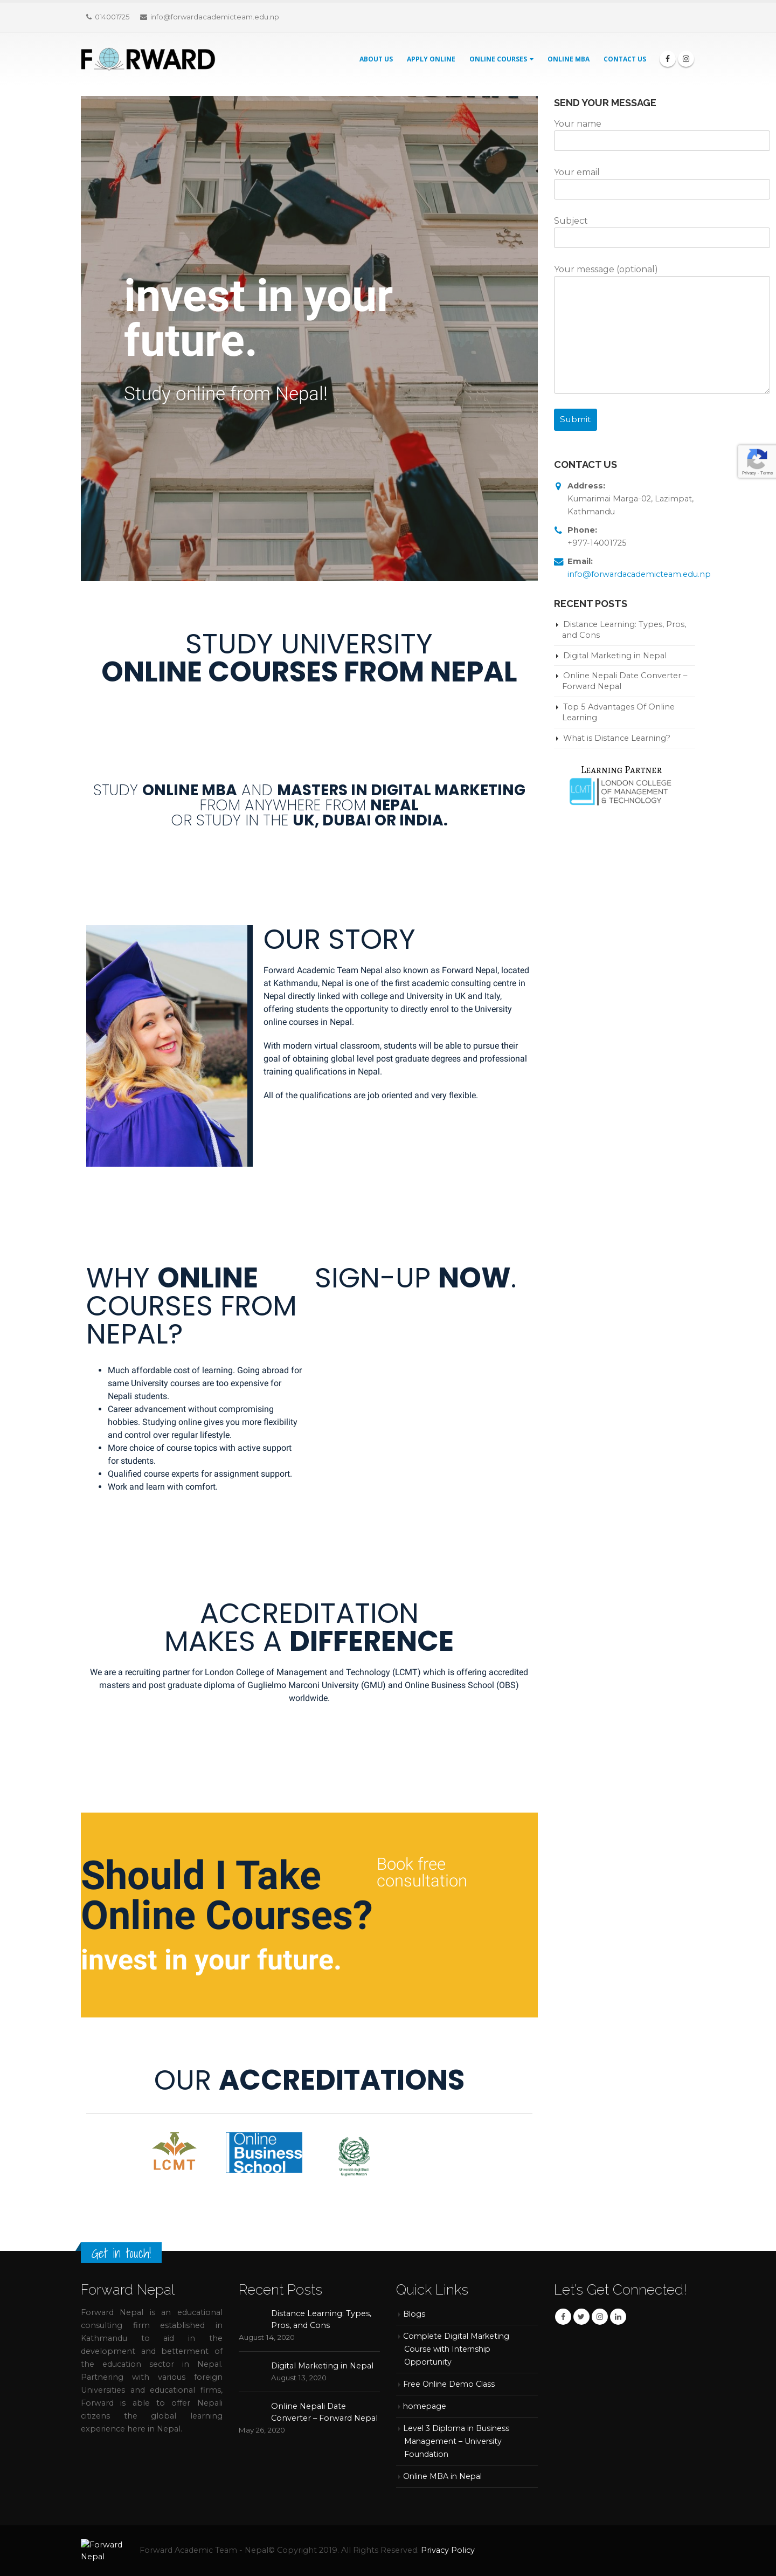 014001725 info@forwardacademicteam.edu.np
FORWARD
ABOUT US APPLY ONLINE ONLINE COURSES ONLINE MBA CONTACT US
invest in your
future.
Study online from Nepal!
SEND YOUR MESSAGE
Your name
Your email
Subject
Your message (optional)
Submit
Privacy - Terms
CONTACT US
Address:
Kumarimai Marga-02, Lazimpat,
Kathmandu
Phone:
+977-14001725
Email:
info@forwardacademicteam.edu.np
RECENT POSTS
Distance Learning: Types, Pros,
and Cons
Digital Marketing in Nepal
Online Nepali Date Converter –
Forward Nepal
Top 5 Advantages Of Online
Learning
What is Distance Learning?
LEARNING PARTNER
LCMT
LONDON COLLEGE
OF MANAGEMENT
& TECHNOLOGY
STUDY UNIVERSITY
ONLINE COURSES FROM NEPAL
STUDY ONLINE MBA AND MASTERS IN DIGITAL MARKETING
FROM ANYWHERE FROM NEPAL
OR STUDY IN THE UK, DUBAI OR INDIA.
OUR STORY
Forward Academic Team Nepal also known as Forward Nepal, located
at Kathmandu, Nepal is one of the first academic consulting centre in
Nepal directly linked with college and University in UK and Italy,
offering students the opportunity to directly enrol to the University
online courses in Nepal.
With modern virtual classroom, students will be able to pursue their
goal of obtaining global level post graduate degrees and professional
training qualifications in Nepal.
All of the qualifications are job oriented and very flexible.
WHY ONLINE
COURSES FROM
NEPAL?
Much affordable cost of learning. Going abroad for
same University courses are too expensive for
Nepali students.
Career advancement without compromising
hobbies. Studying online gives you more flexibility
and control over regular lifestyle.
More choice of course topics with active support
for students.
Qualified course experts for assignment support.
Work and learn with comfort.
SIGN-UP NOW.
ACCREDITATION
MAKES A DIFFERENCE
We are a recruiting partner for London College of Management and Technology (LCMT) which is offering accredited
masters and post graduate diploma of Guglielmo Marconi University (GMU) and Online Business School (OBS)
worldwide.
Should I Take
Online Courses?
invest in your future.
Book free
consultation
OUR ACCREDITATIONS
LCMT
Online
Business
School
Get in touch!
Forward Nepal
Forward Nepal is an educational
consulting firm established in
Kathmandu to aid in the
development and betterment of
the education sector in Nepal.
Partnering with various foreign
Universities and educational firms,
Forward is able to offer Nepali
citizens the global learning
experience here in Nepal.
Recent Posts
Distance Learning: Types,
Pros, and Cons
August 14, 2020
Digital Marketing in Nepal
August 13, 2020
Online Nepali Date
Converter – Forward Nepal
May 26, 2020
Quick Links
Blogs
Complete Digital Marketing
Course with Internship
Opportunity
Free Online Demo Class
homepage
Level 3 Diploma in Business
Management – University
Foundation
Online MBA in Nepal
Let's Get Connected!
Forward
Nepal
Forward Academic Team - Nepal© Copyright 2019. All Rights Reserved. Privacy Policy